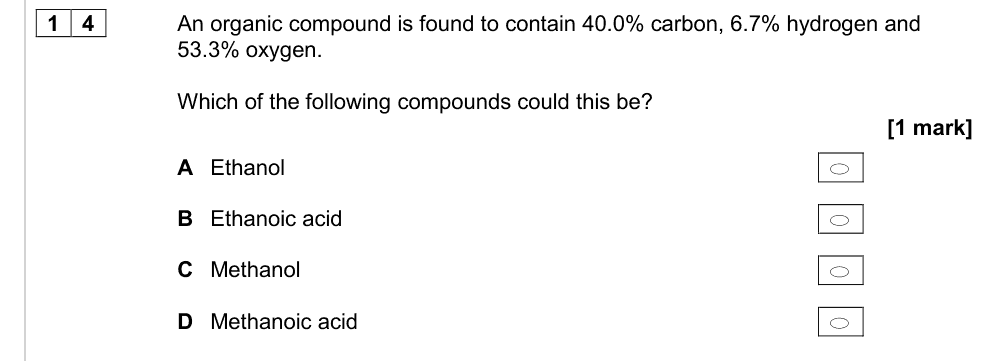 1 4 An organic compound is found to contain 40.0% carbon, 6.7% hydrogen and
53.3% oxygen.
Which of the following compounds could this be?
[1 mark]
A Ethanol
B Ethanoic acid
C Methanol
D Methanoic acid